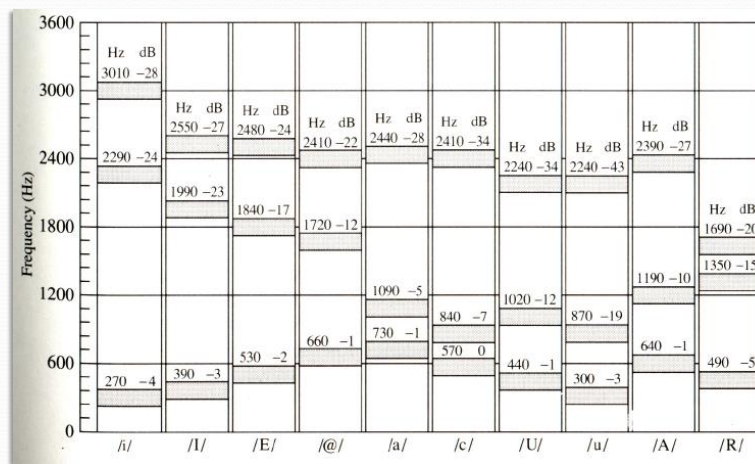 3600
3000
2400
1800
1200
600
0
Frequency (Hz)
Hz dB
3010 –28
2290 –24
270 –4
/i/
Hz dB
2550 –27
1990 –23
390 –3
/I/
Hz dB
2480 –24
1840 –17
530 –2
/E/
Hz dB
2410 –22
1720 –12
660 –1
/@/
Hz dB
2440 –28
1090 –5
730 –1
/a/
Hz dB
2410 –34
840 –7
570 0
/c/
Hz dB
2240 –34
1020 –12
440 –1
/U/
Hz dB
2240 –43
870 –19
300 –3
/u/
Hz dB
2390 –27
1190 –10
640 –1
/A/
Hz dB
1690 –20
1350 –15
490 –5
/R/